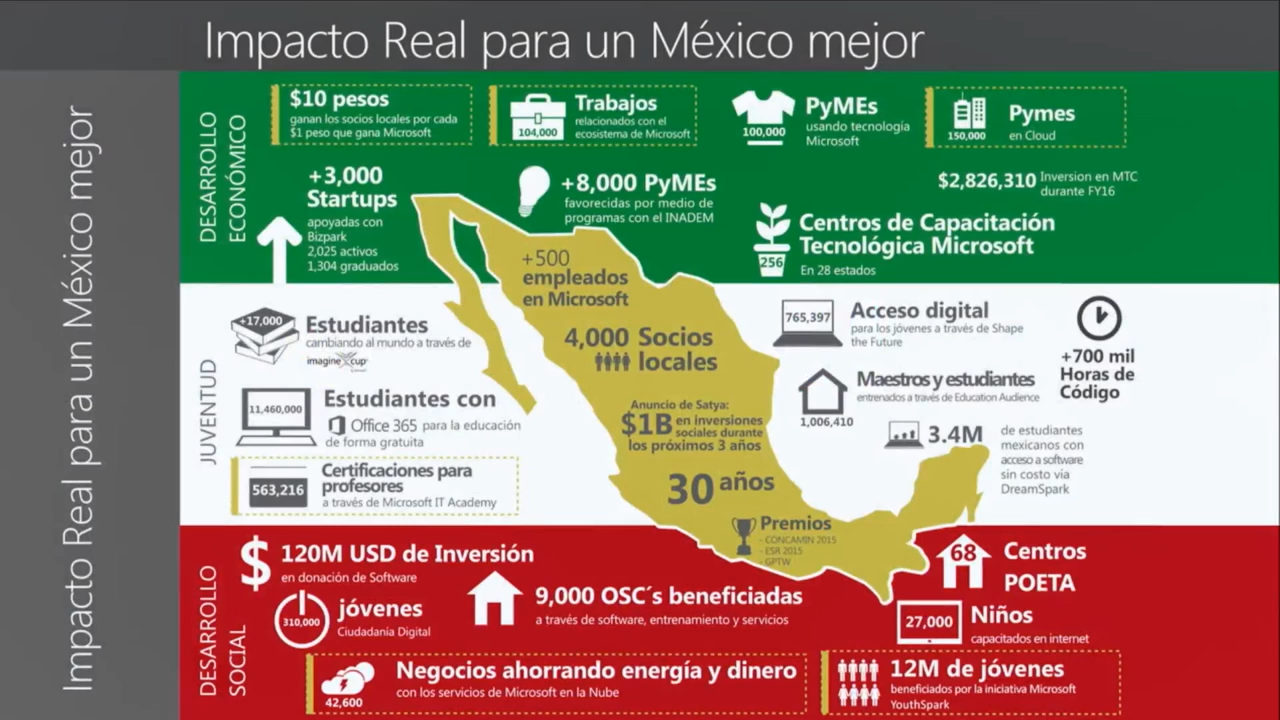 Impacto Real para un México mejor
Impacto Real para un México mejor
DESARROLLO
ECONÓMICO
$10 pesos
ganan los socios locales por cada
$1 peso que gana Microsoft
104,000
Trabajos
relacionados con el
ecosistema de Microsoft
100,000
PyMEs
usando tecnología
Microsoft
150,000
Pymes
en Cloud
+3,000
Startups
apoyadas con
Bizpark
2,025 activos
1,304 graduados
+8,000 PyMEs
favorecidas por medio de
programas con el INADEM
$2,826,310 Inversion en MTC
durante FY16
256
Centros de Capacitación
Tecnológica Microsoft
En 28 estados
+500
empleados
en Microsoft
4,000 Socios
locales
Anuncio de Satya:
$1B en inversiones
sociales durante
los próximos 3 años
30 años
Premios
- CONCAMIN 2015
- ESR 2015
- GPTW
JUVENTUD
+17,000
Estudiantes
cambiando al mundo a través de
imagine cup
11,460,000
Estudiantes con
Office 365 para la educación
de forma gratuita
563,216
Certificaciones para
profesores
a través de Microsoft IT Academy
765,397
Acceso digital
para los jóvenes a través de Shape
the Future
+700 mil
Horas de
Código
1,006,410
Maestros y estudiantes
entrenados a través de Education Audience
3.4M
de estudiantes
mexicanos con
acceso a software
sin costo via
DreamSpark
DESARROLLO
SOCIAL
$ 120M USD de Inversión
en donación de Software
310,000
jóvenes
Ciudadanía Digital
9,000 OSC´s beneficiadas
a través de software, entrenamiento y servicios
68
Centros
POETA
27,000
Niños
capacitados en internet
42,600
Negocios ahorrando energía y dinero
con los servicios de Microsoft en la Nube
12M de jóvenes
beneficiados por la iniciativa Microsoft
YouthSpark